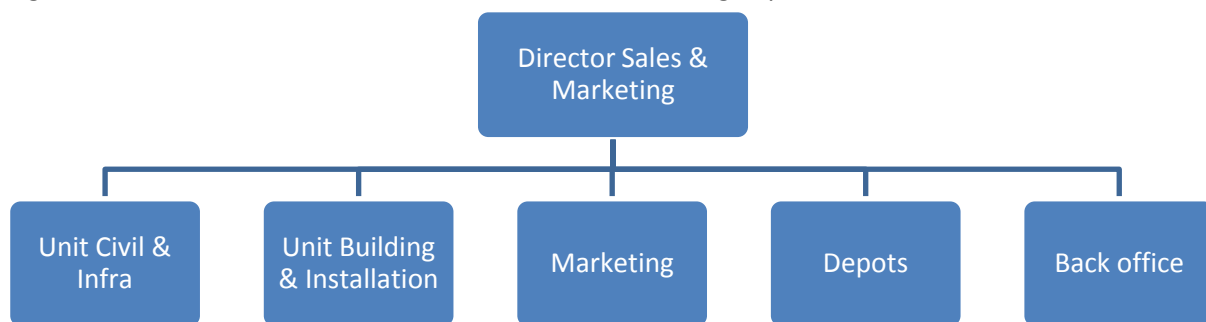 Director Sales &
Marketing
Unit Civil &
Infra
Unit Building
& Installation
Marketing
Depots
Back office